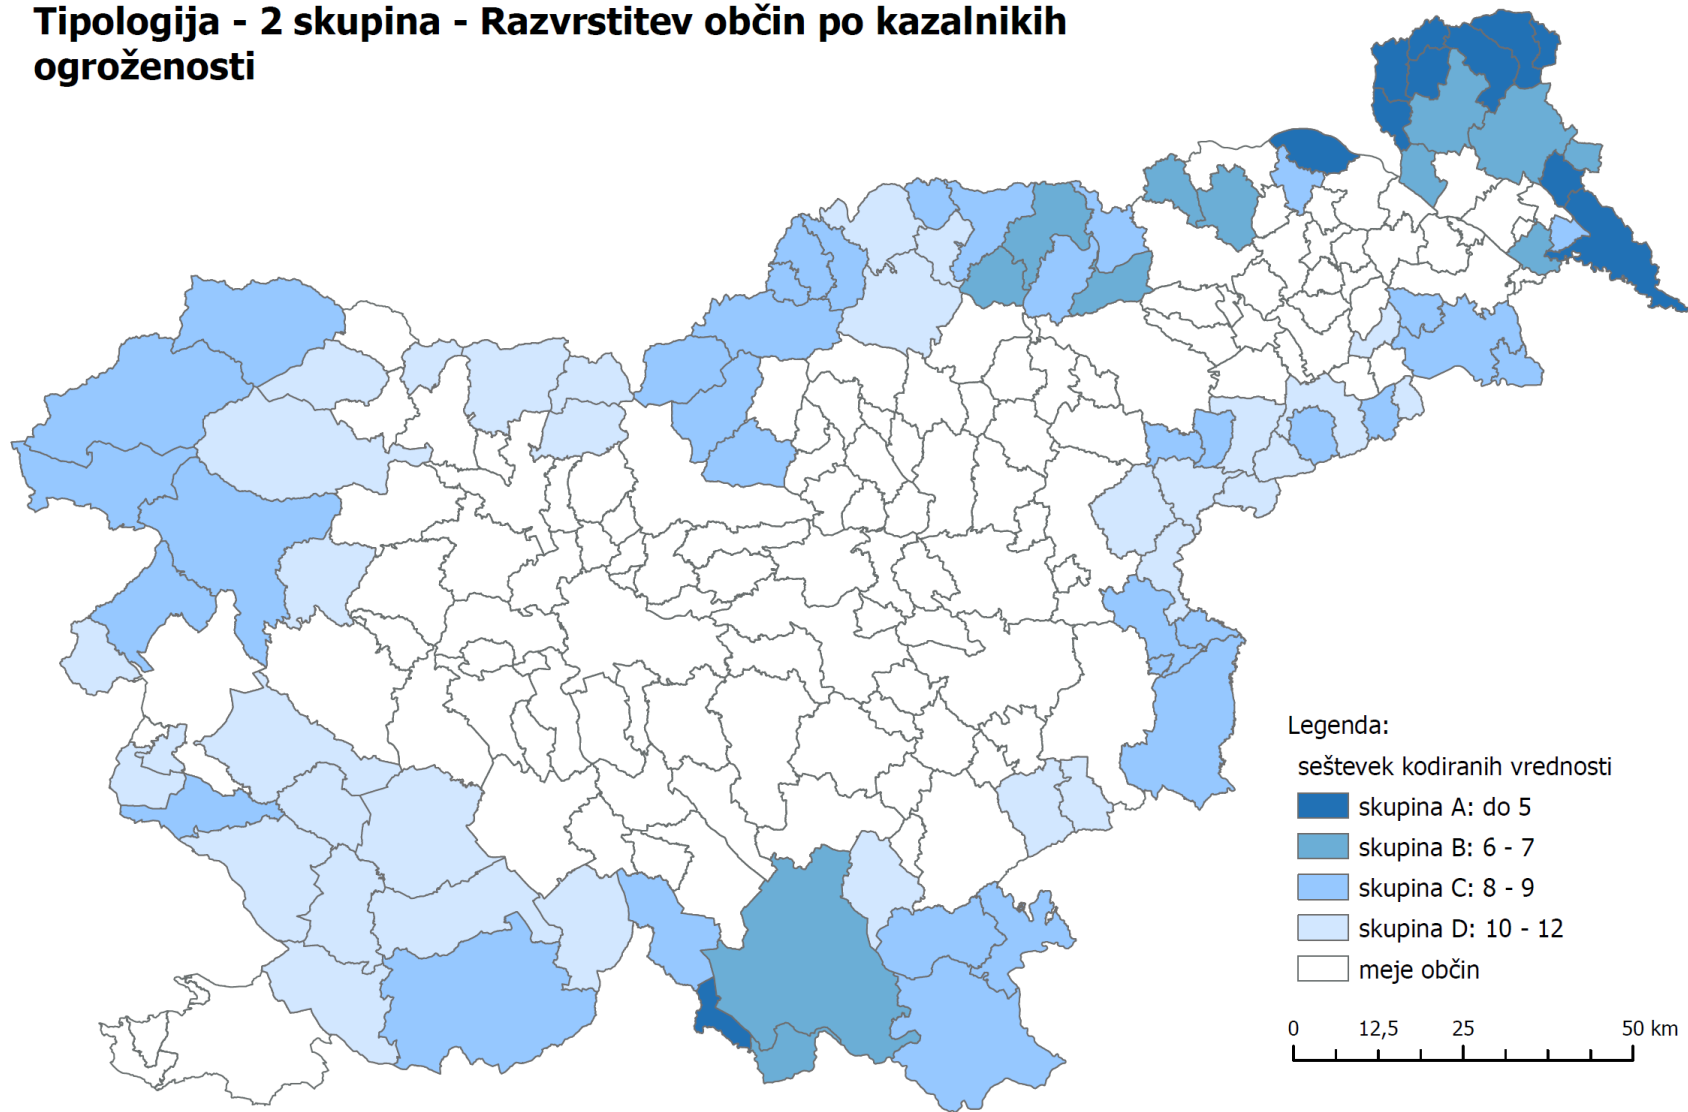 Tipologija - 2 skupina - Razvrstitev občin po kazalnikih
ogroženosti
Legenda:
seštevek kodiranih vrednosti
skupina A: do 5
skupina B: 6 - 7
skupina C: 8 - 9
skupina D: 10 - 12
meje občin
0 12,5 25 50 km